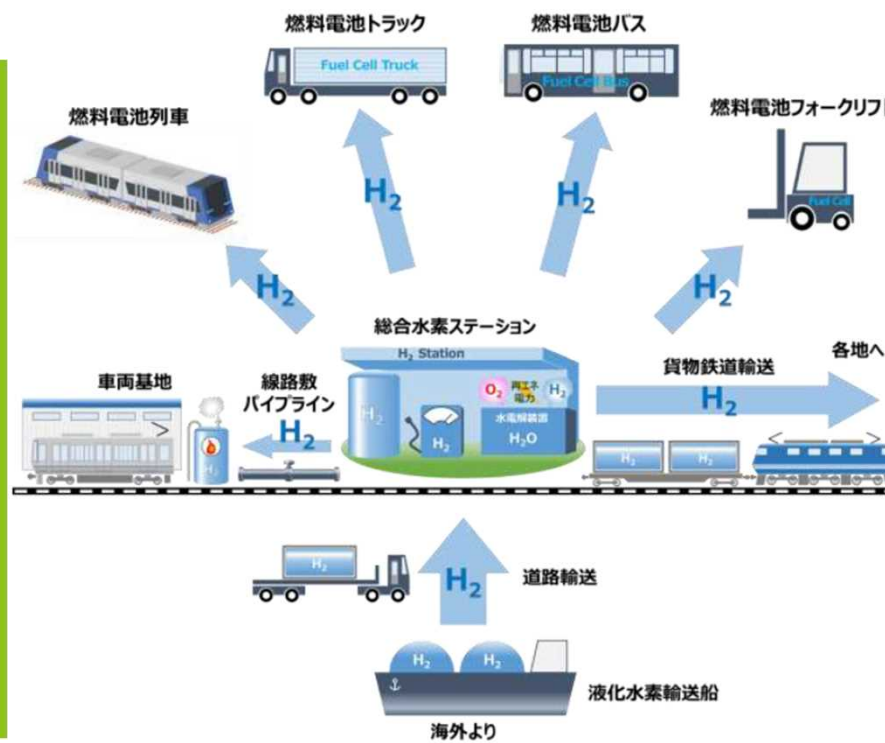 燃料電池トラック
燃料電池バス
Fuel Cell Truck
Fuel Cell Bus
燃料電池列車
燃料電池フォークリフト
Fuel Cell
H₂
H₂
H₂
H₂
総合水素ステーション
H₂ Station
車両基地
線路敷
パイプライン
H₂
H₂
H₂
H₂
O₂
再エネ
電力
H₂
水電解装置
H₂O
貨物鉄道輸送
各地へ
H₂
H₂
H₂
H₂
H₂
道路輸送
H₂
H₂
液化水素輸送船
海外より